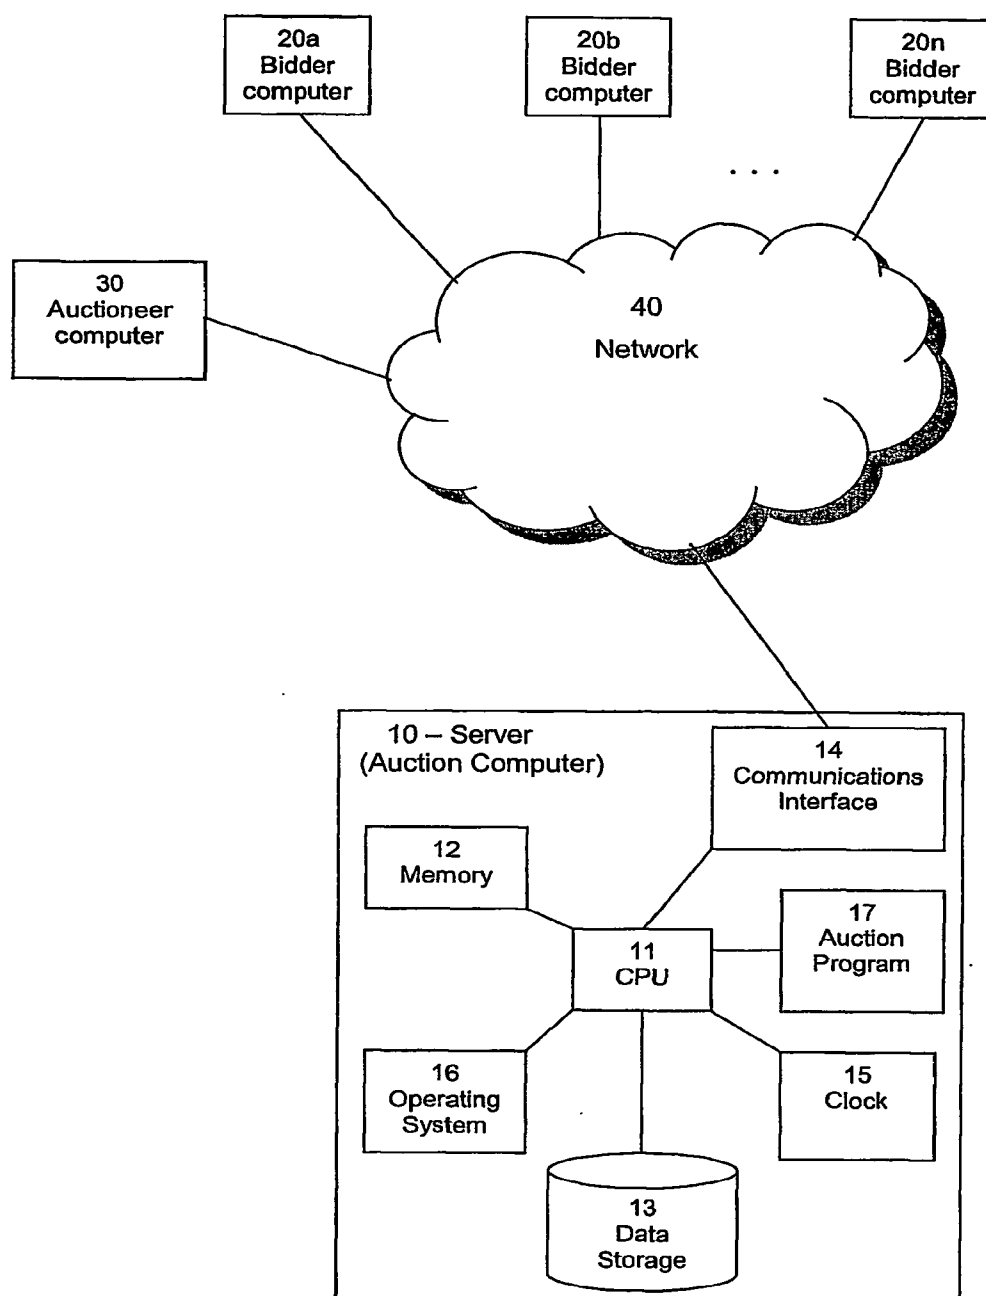 20a
Bidder
computer
20b
Bidder
computer
20n
Bidder
computer
. . .
30
Auctioneer
computer
40
Network
10 – Server
(Auction Computer)
14
Communications
Interface
12
Memory
17
Auction
Program
11
CPU
16
Operating
System
15
Clock
13
Data
Storage